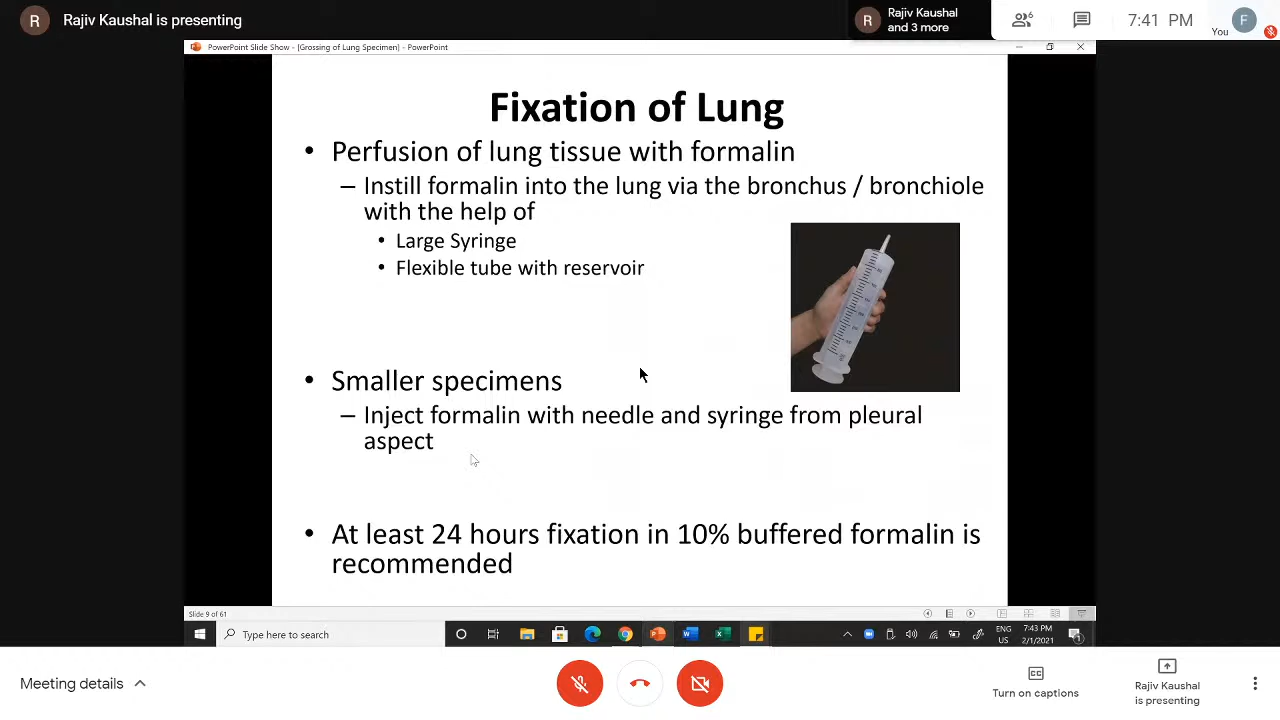 R Rajiv Kaushal is presenting
R Rajiv Kaushal
and 3 more
6
7:41 PM
You
F
PowerPoint Slide Show - [Grossing of Lung Specimen] - PowerPoint
Fixation of Lung
• Perfusion of lung tissue with formalin
– Instill formalin into the lung via the bronchus / bronchiole
with the help of
• Large Syringe
• Flexible tube with reservoir
• Smaller specimens
– Inject formalin with needle and syringe from pleural
aspect
• At least 24 hours fixation in 10% buffered formalin is
recommended
Slide 9 of 61
Type here to search
ENG
US
7:43 PM
2/1/2021
1
Meeting details
CC
Turn on captions
Rajiv Kaushal
is presenting